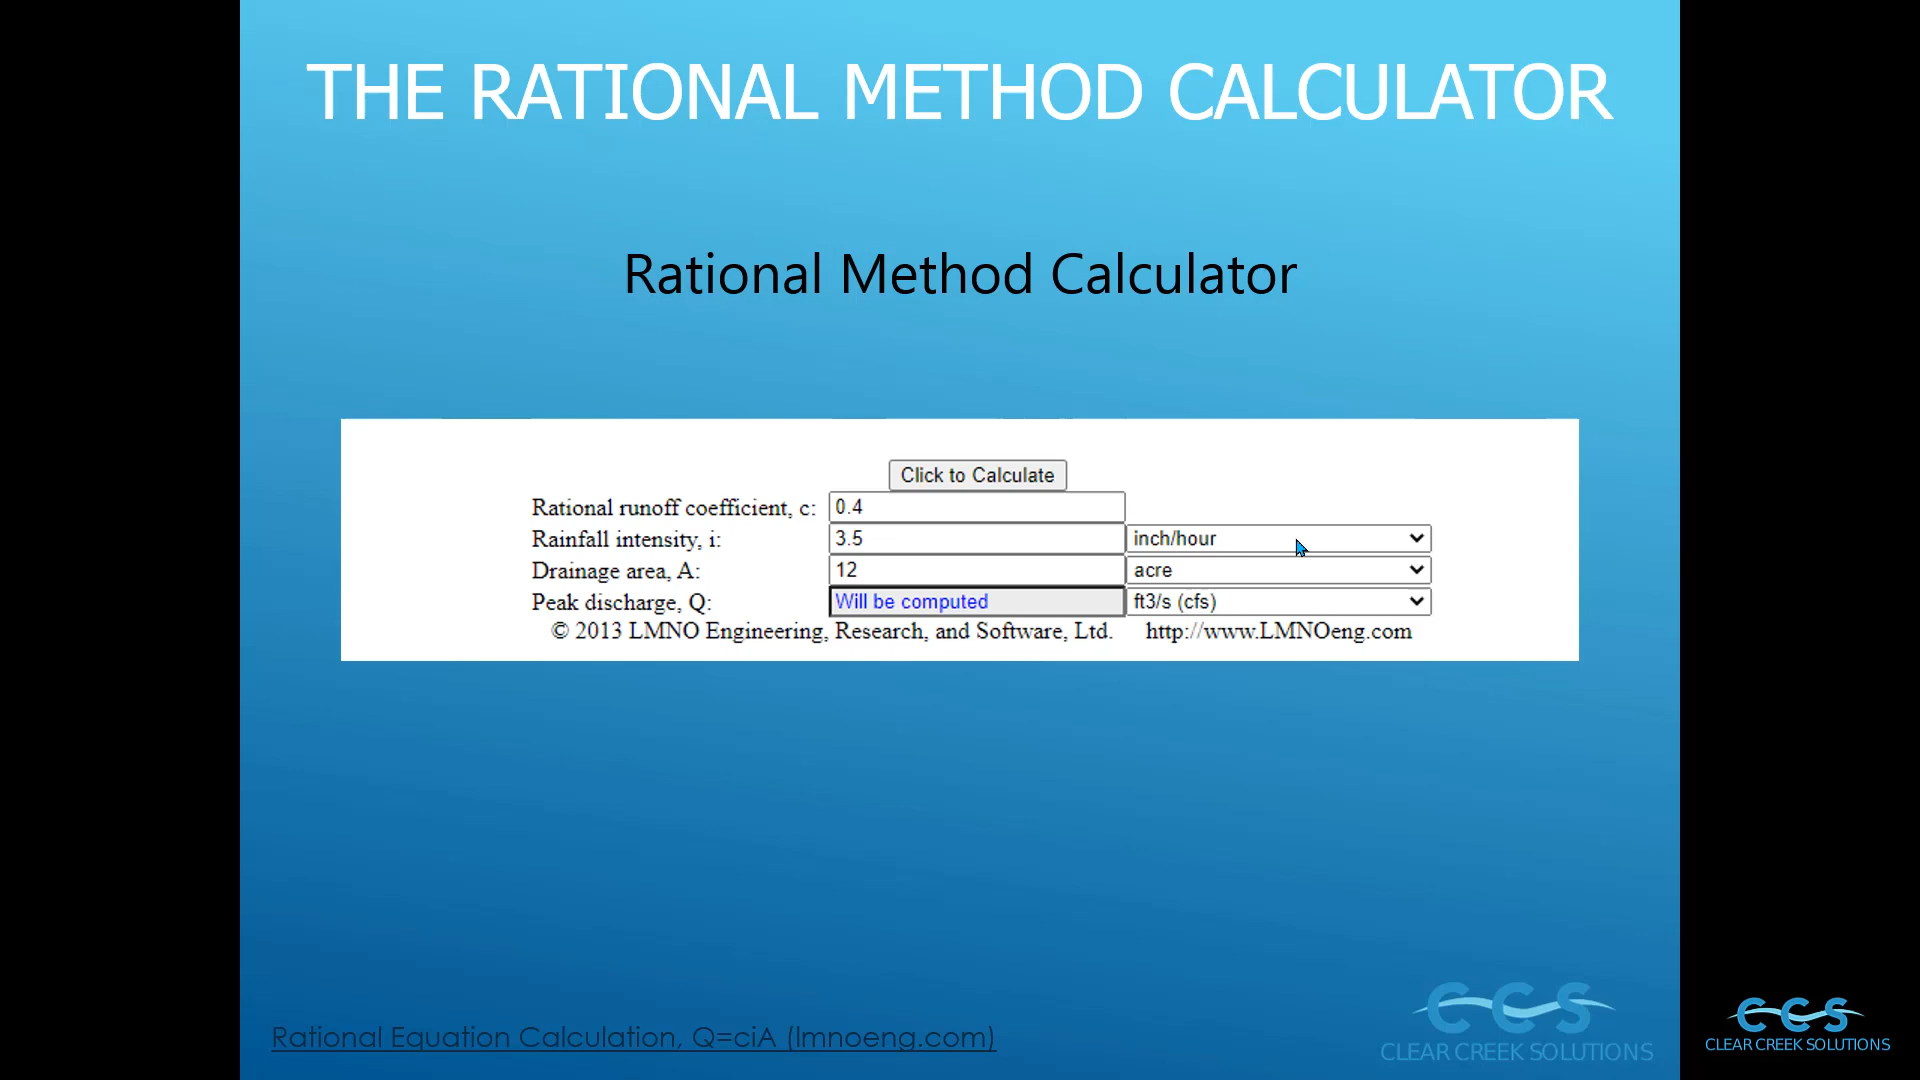 THE RATIONAL METHOD CALCULATOR
Rational Method Calculator
Click to Calculate
Rational runoff coefficient, c: 0.4
Rainfall intensity, i: 3.5 inch/hour
Drainage area, A: 12 acre
Peak discharge, Q: Will be computed ft3/s (cfs)
© 2013 LMNO Engineering, Research, and Software, Ltd. http://www.LMNOeng.com
Rational Equation Calculation, Q=ciA (lmnoeng.com)
CCS
CLEAR CREEK SOLUTIONS
CCS
CLEAR CREEK SOLUTIONS